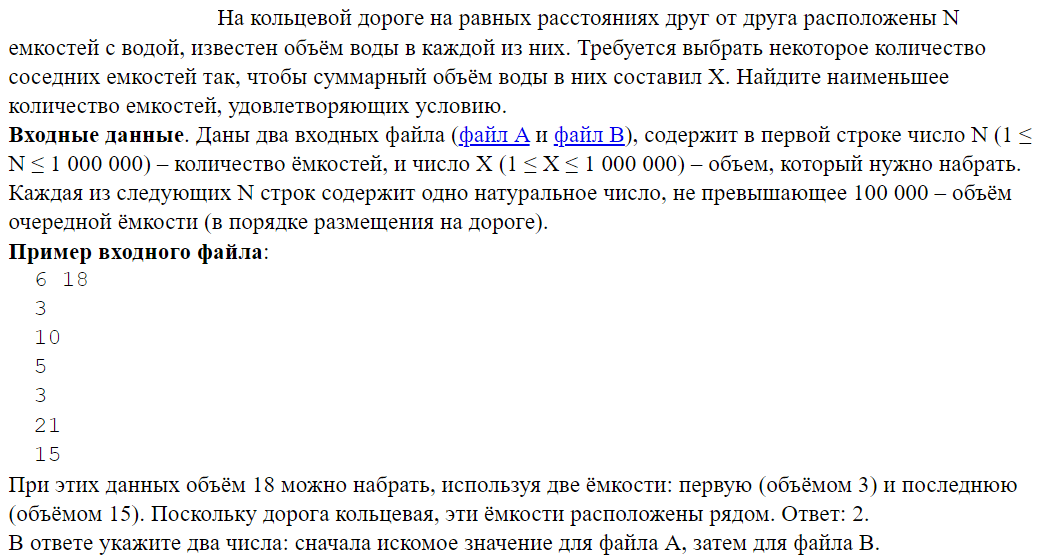 На кольцевой дороге на равных расстояниях друг от друга расположены N
емкостей с водой, известен объём воды в каждой из них. Требуется выбрать некоторое количество
соседних емкостей так, чтобы суммарный объём воды в них составил X. Найдите наименьшее
количество емкостей, удовлетворяющих условию.
Входные данные. Даны два входных файла (файл A и файл B), содержит в первой строке число N (1 ≤
N ≤ 1 000 000) – количество ёмкостей, и число X (1 ≤ X ≤ 1 000 000) – объем, который нужно набрать.
Каждая из следующих N строк содержит одно натуральное число, не превышающее 100 000 – объём
очередной ёмкости (в порядке размещения на дороге).
Пример входного файла:
6 18
3
10
5
3
21
15
При этих данных объём 18 можно набрать, используя две ёмкости: первую (объёмом 3) и последнюю
(объёмом 15). Поскольку дорога кольцевая, эти ёмкости расположены рядом. Ответ: 2.
В ответе укажите два числа: сначала искомое значение для файла A, затем для файла B.